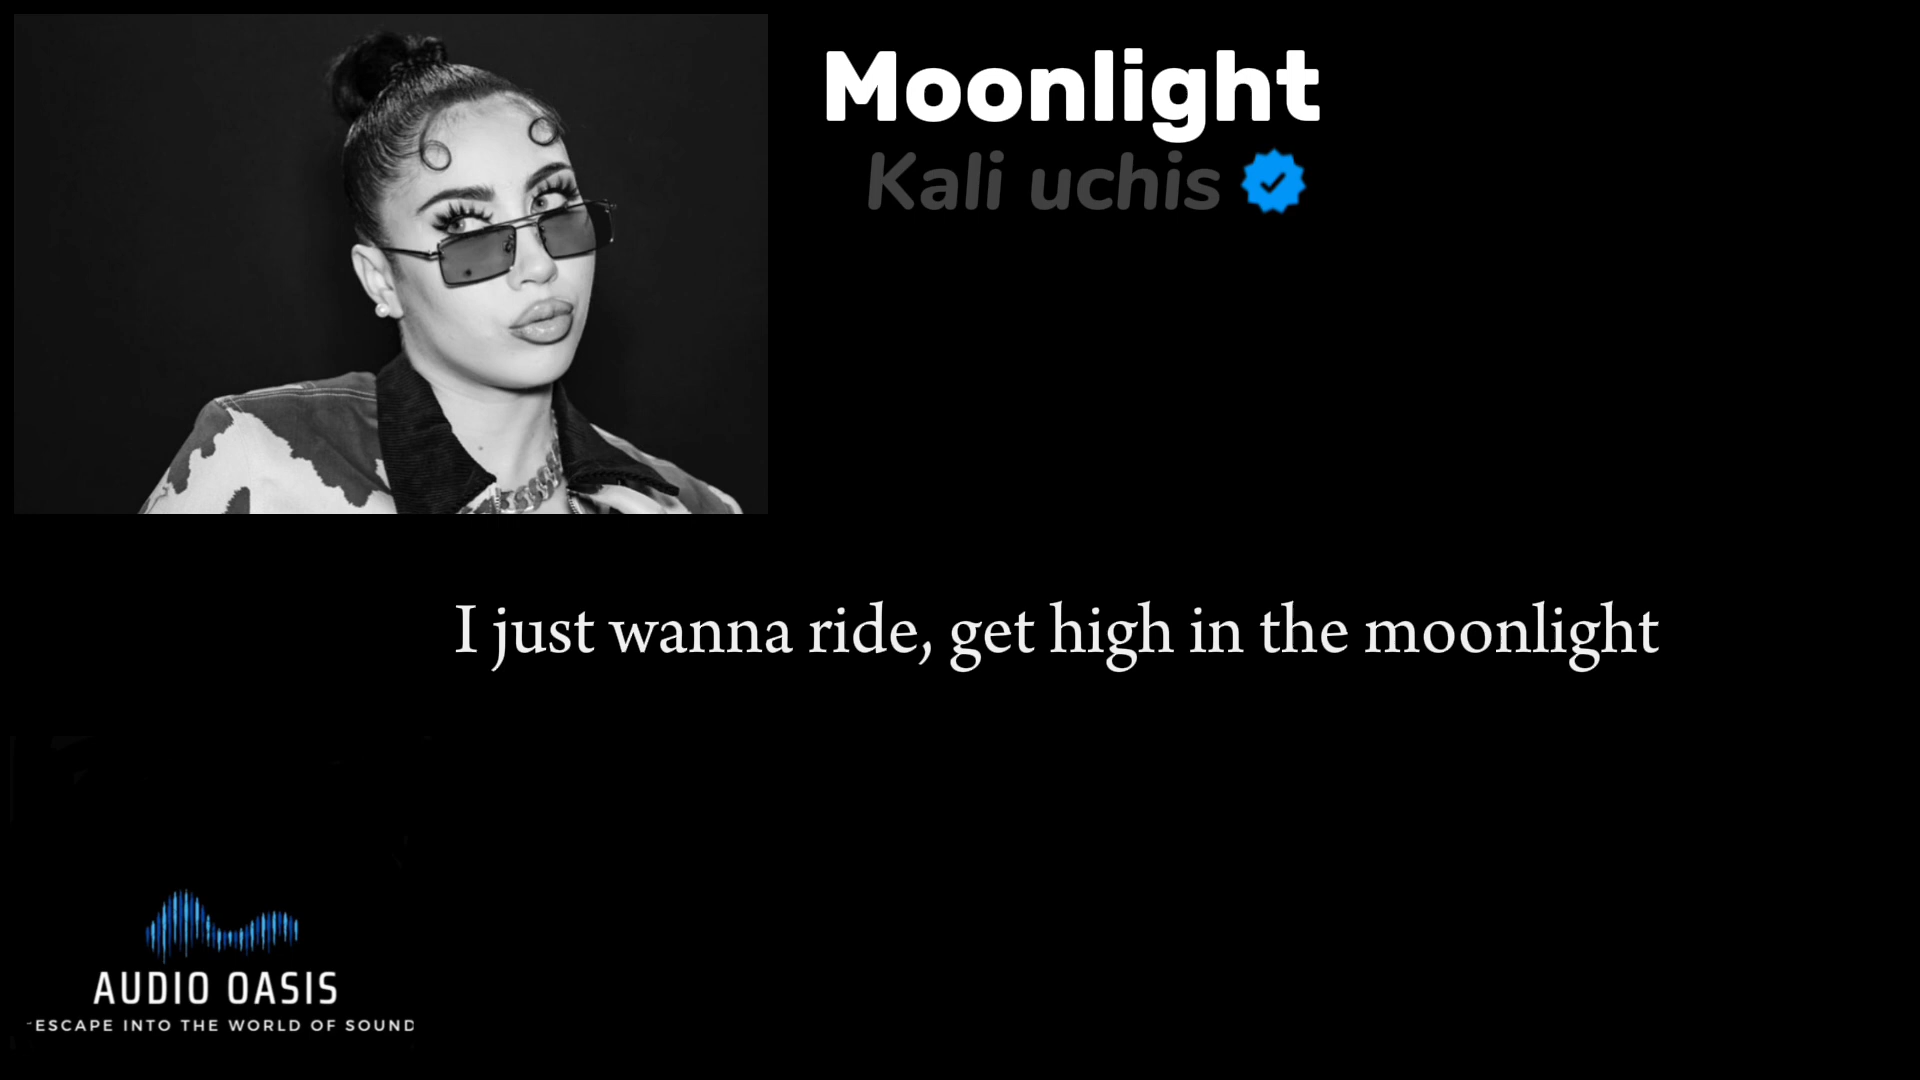 Moonlight
Kali uchis
I just wanna ride, get high in the moonlight
AUDIO OASIS
ESCAPE INTO THE WORLD OF SOUND